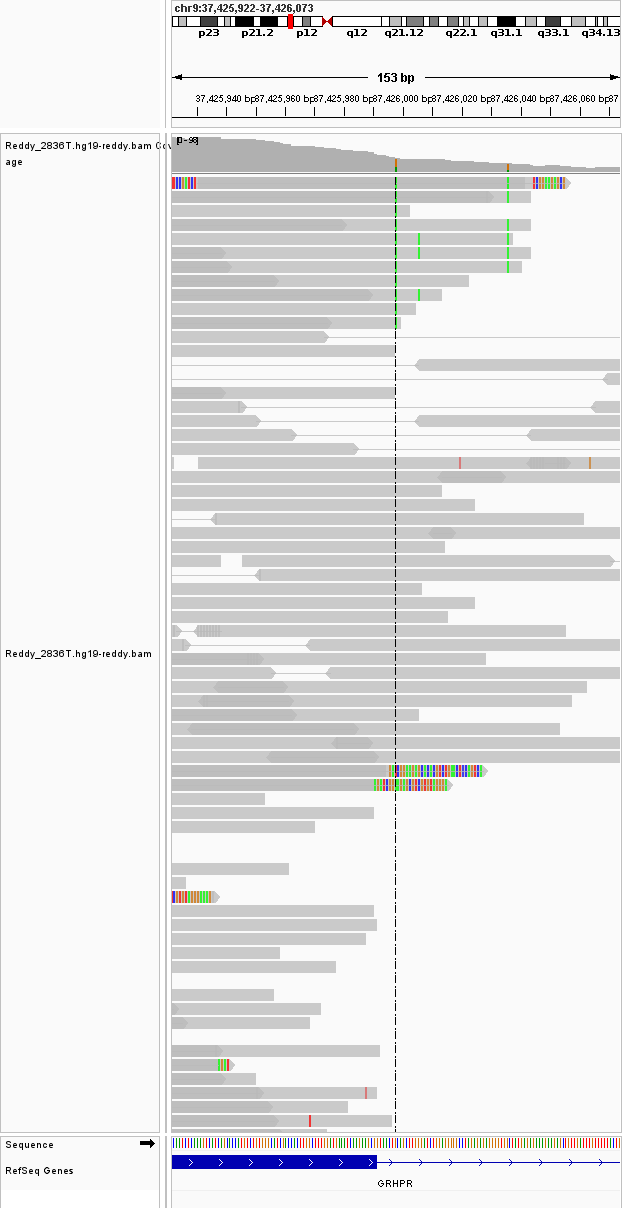 chr9:37,425,922-37,426,073
p23 p21.2 p12 q12 q21.12 q22.1 q31.1 q33.1 q34.13
153 bp
37,425,940 bp 37,425,960 bp 37,425,980 bp 37,426,000 bp 37,426,020 bp 37,426,040 bp 37,426,060 bp 37
Reddy_2836T.hg19-reddy.bam Cov
age
[0 - 98]
Reddy_2836T.hg19-reddy.bam
Sequence
RefSeq Genes
GRHPR